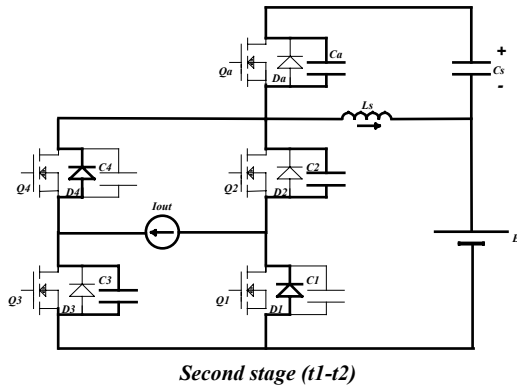 Qa
Da
Ca
+
Cs
-
Ls
Q4
D4
C4
Q2
D2
C2
Iout
E
Q3
D3
C3
Q1
D1
C1
Second stage (t1-t2)